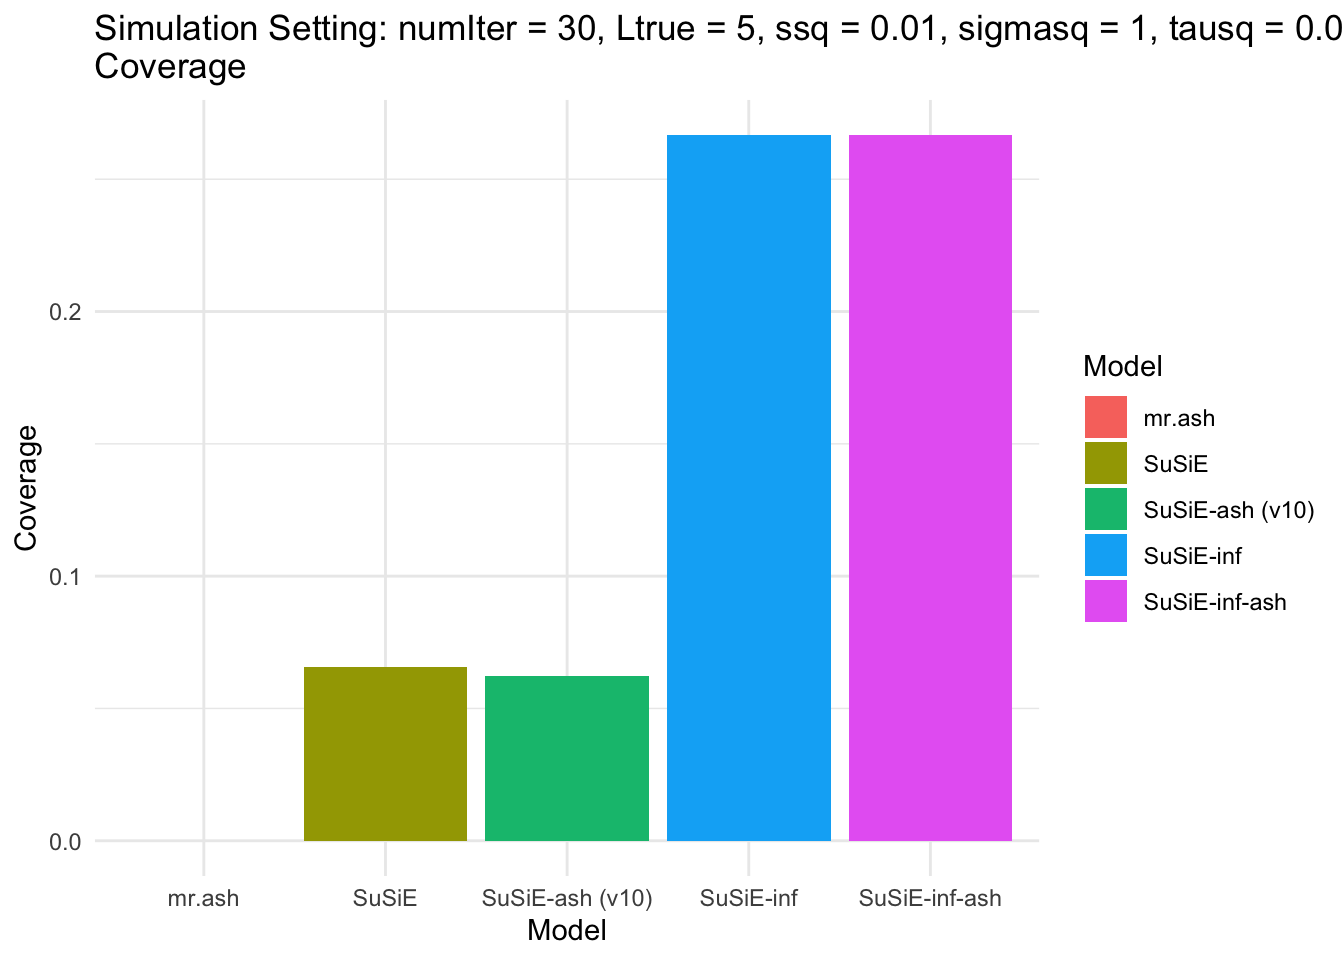 Simulation Setting: numIter = 30, Ltrue = 5, ssq = 0.01, sigmasq = 1, tausq = 0.0
Coverage
0.2
0.1
0.0
Coverage
mr.ash
SuSiE
SuSiE-ash (v10)
SuSiE-inf
SuSiE-inf-ash
Model
Model
mr.ash
SuSiE
SuSiE-ash (v10)
SuSiE-inf
SuSiE-inf-ash